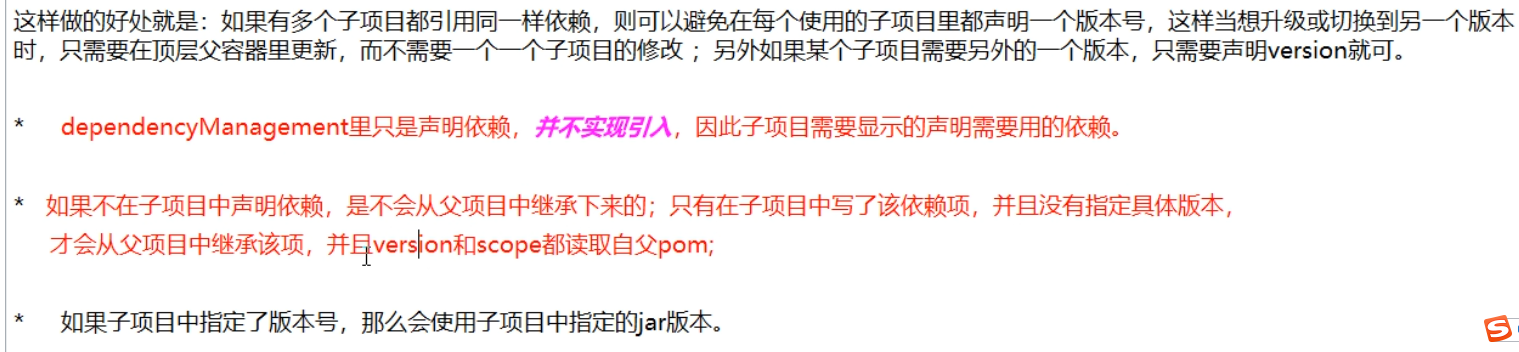 这样做的好处就是：如果有多个子项目都引用同一样依赖，则可以避免在每个使用的子项目里都声明一个版本号，这样当想升级或切换到另一个版本
时，只需要在顶层父容器里更新，而不需要一个一个子项目的修改 ；另外如果某个子项目需要另外的一个版本，只需要声明version就可。
* dependencyManagement里只是声明依赖，并不实现引入，因此子项目需要显示的声明需要用的依赖。
* 如果不在子项目中声明依赖，是不会从父项目中继承下来的；只有在子项目中写了该依赖项，并且没有指定具体版本，
才会从父项目中继承该项，并且version和scope都读取自父pom;
* 如果子项目中指定了版本号，那么会使用子项目中指定的jar版本。